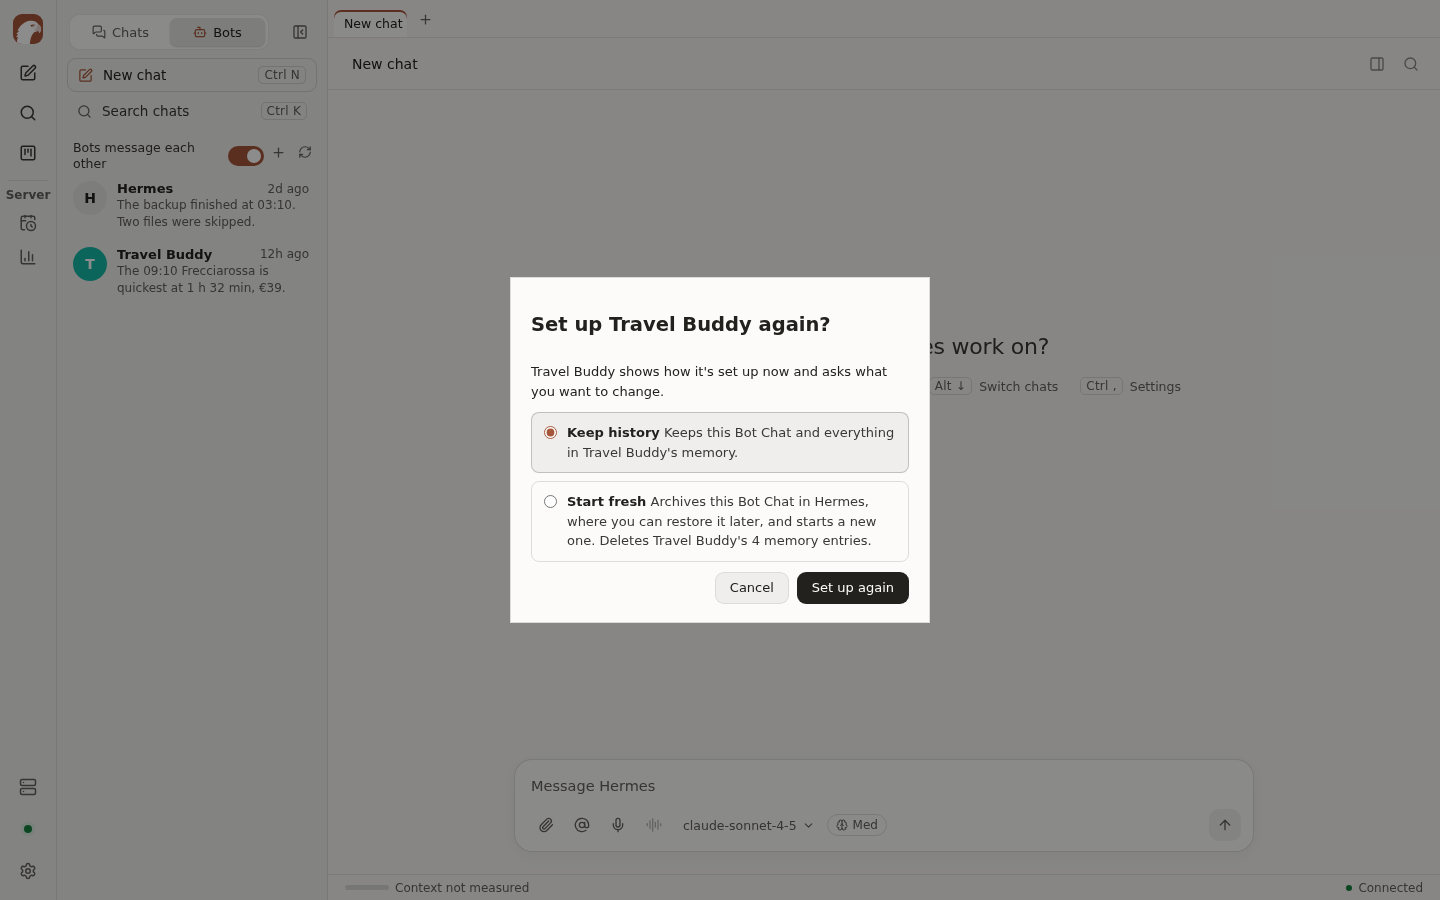 Chats
Bots
New chat
Ctrl N
Search chats
Ctrl K
Bots message each
other
Server
Hermes
2d ago
The backup finished at 03:10.
Two files were skipped.
Travel Buddy
12h ago
The 09:10 Frecciarossa is
quickest at 1 h 32 min, €39.
H
T
New chat
New chat
work on?
Alt ↓ Switch chats
Ctrl , Settings
Set up Travel Buddy again?
Travel Buddy shows how it's set up now and asks what
you want to change.
Keep history Keeps this Bot Chat and everything
in Travel Buddy's memory.
Start fresh Archives this Bot Chat in Hermes,
where you can restore it later, and starts a new
one. Deletes Travel Buddy's 4 memory entries.
Cancel
Set up again
Message Hermes
claude-sonnet-4-5
Med
Context not measured
Connected